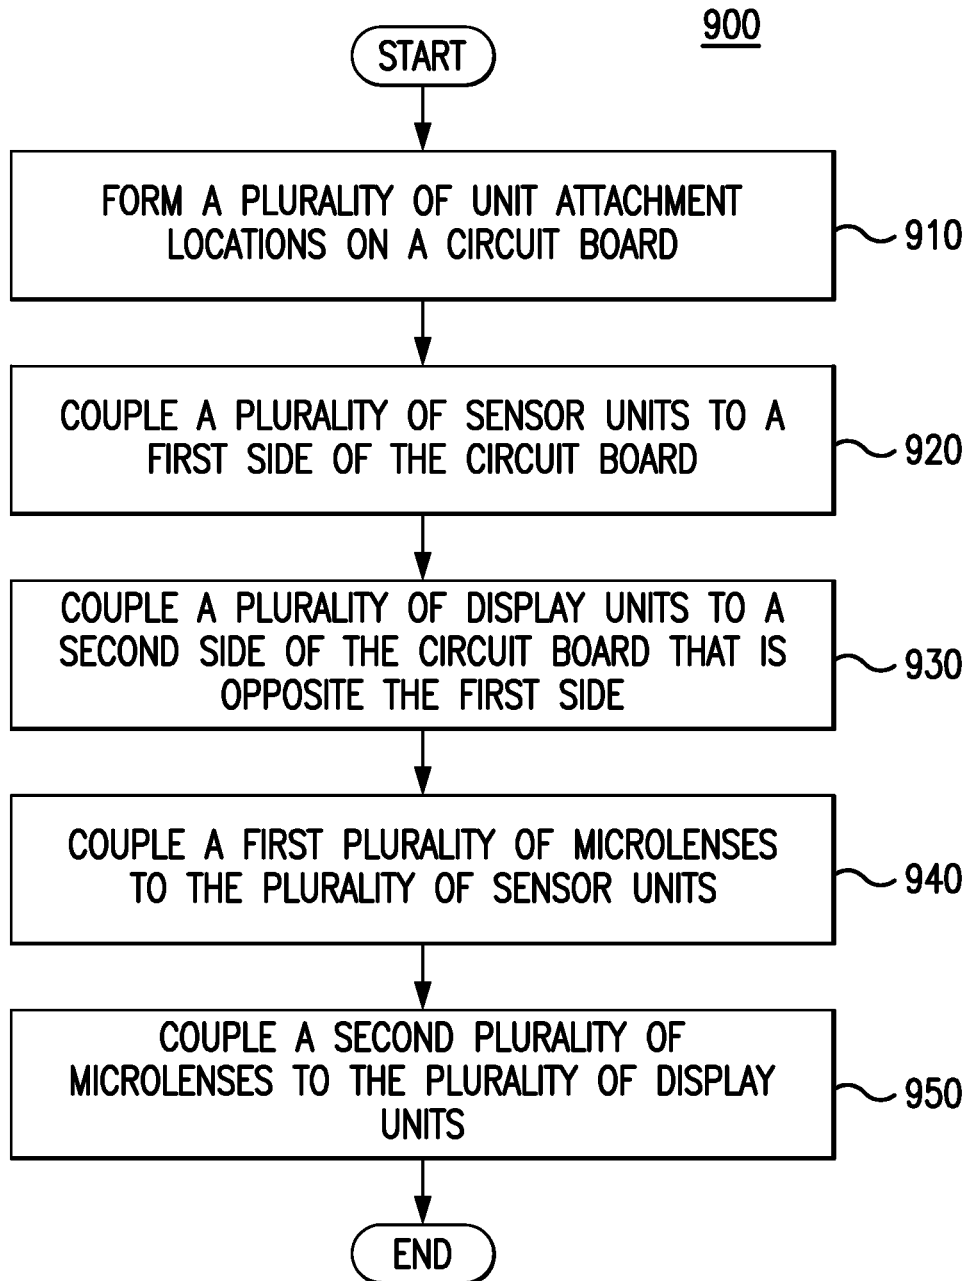 900
START
FORM A PLURALITY OF UNIT ATTACHMENT
LOCATIONS ON A CIRCUIT BOARD
910
COUPLE A PLURALITY OF SENSOR UNITS TO A
FIRST SIDE OF THE CIRCUIT BOARD
920
COUPLE A PLURALITY OF DISPLAY UNITS TO A
SECOND SIDE OF THE CIRCUIT BOARD THAT IS
OPPOSITE THE FIRST SIDE
930
COUPLE A FIRST PLURALITY OF MICROLENSES
TO THE PLURALITY OF SENSOR UNITS
940
COUPLE A SECOND PLURALITY OF
MICROLENSES TO THE PLURALITY OF DISPLAY
UNITS
950
END